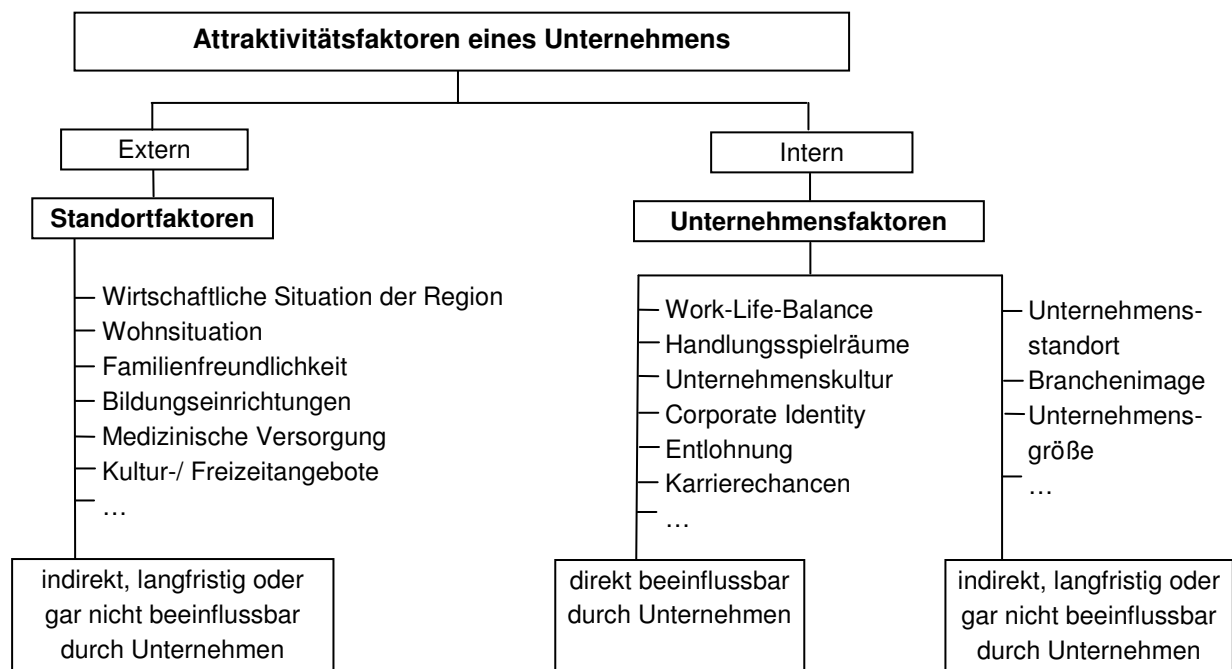 Attraktivitätsfaktoren eines Unternehmens
Extern
Intern
Standortfaktoren
Unternehmensfaktoren
Wirtschaftliche Situation der Region
Wohnsituation
Familienfreundlichkeit
Bildungseinrichtungen
Medizinische Versorgung
Kultur-/ Freizeitangebote
…
Work-Life-Balance
Handlungsspielräume
Unternehmenskultur
Corporate Identity
Entlohnung
Karrierechancen
…
Unternehmens-
standort
Branchenimage
Unternehmens-
größe
…
indirekt, langfristig oder
gar nicht beeinflussbar
durch Unternehmen
direkt beeinflussbar
durch Unternehmen
indirekt, langfristig oder
gar nicht beeinflussbar
durch Unternehmen